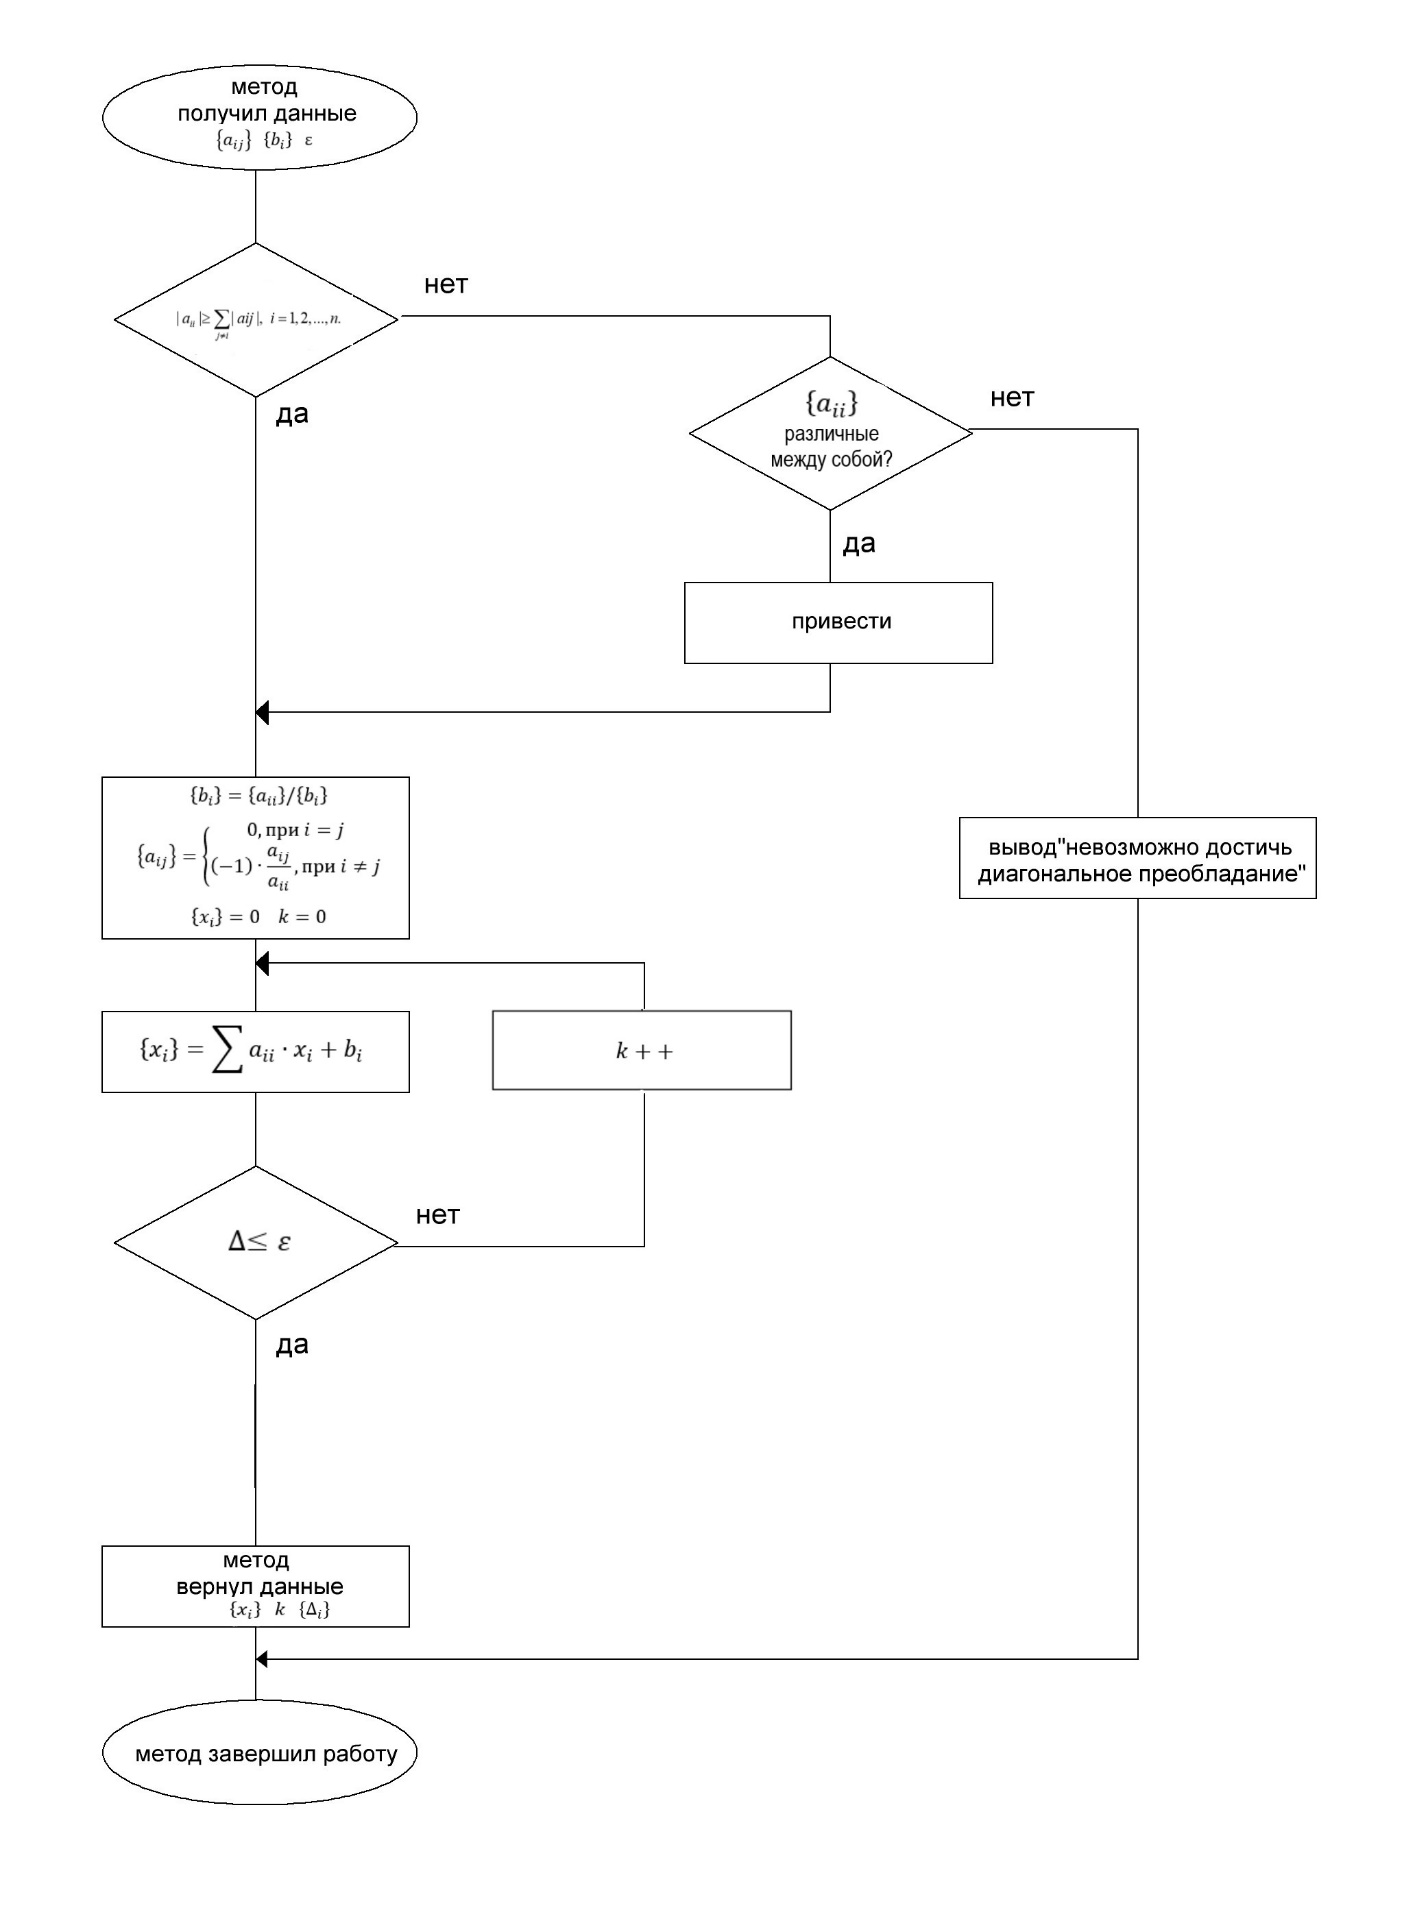 метод
получил данные
{a_ij} {b_i} ε
нет
|a_ii|≥∑|aij|, i=1,2,...,n.
j≠i
да
{a_ii}
различные
между собой?
нет
да
привести
{b_i} = {a_ii}/{b_i}
{a_ij} = { 0, при i = j
(−1) · a_ij/a_ii, при i ≠ j
{x_i} = 0 k = 0
вывод"невозможно достичь
диагональное преобладание"
{x_i} = ∑ a_ii · x_i + b_i
k + +
Δ≤ ε
нет
да
метод
вернул данные
{x_i} k {Δ_i}
метод завершил работу